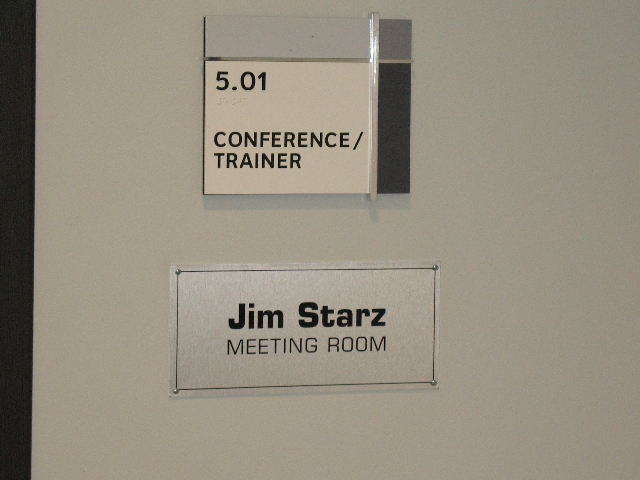 5.01
CONFERENCE/
TRAINER
Jim Starz
MEETING ROOM